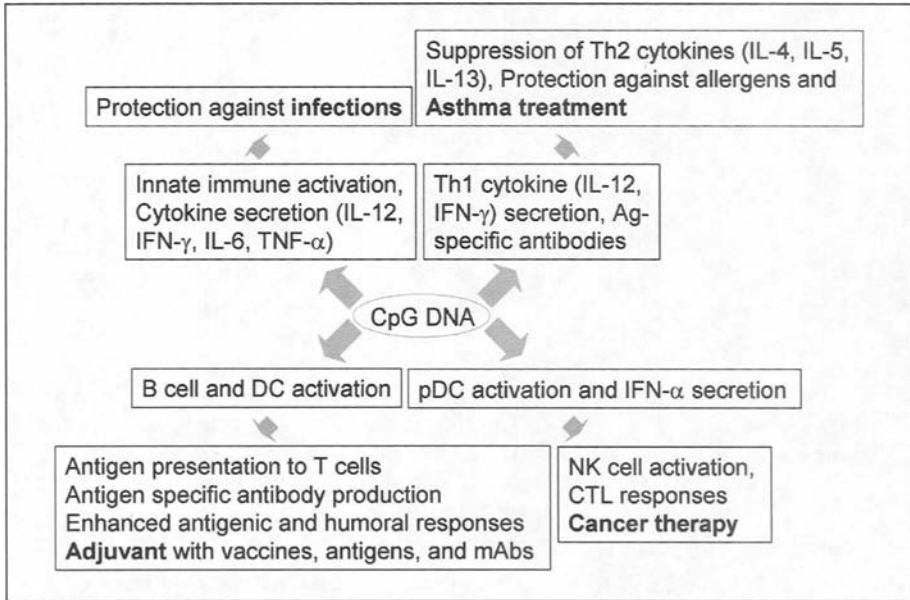 Suppression of Th2 cytokines (IL-4, IL-5,
IL-13), Protection against allergens and
Asthma treatment
Protection against infections
Innate immune activation,
Cytokine secretion (IL-12,
IFN-γ, IL-6, TNF-α)
Th1 cytokine (IL-12,
IFN-γ) secretion, Ag-
specific antibodies
CpG DNA
B cell and DC activation
pDC activation and IFN-α secretion
Antigen presentation to T cells
Antigen specific antibody production
Enhanced antigenic and humoral responses
Adjuvant with vaccines, antigens, and mAbs
NK cell activation,
CTL responses
Cancer therapy